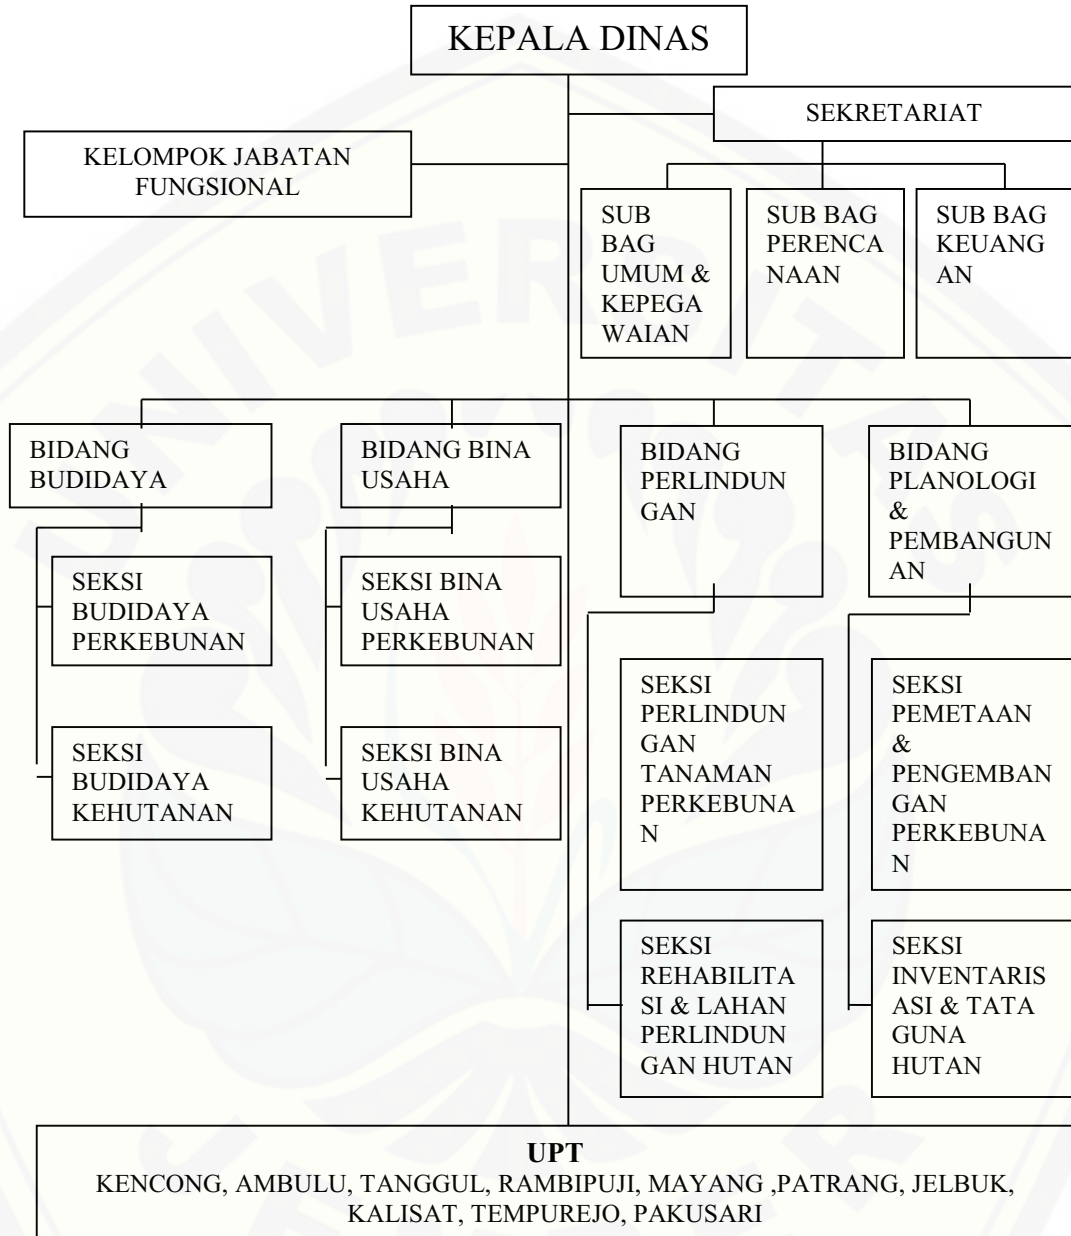 KEPALA DINAS
SEKRETARIAT
KELOMPOK JABATAN
FUNGSIONAL
SUB
BAG
UMUM &
KEPEGA
WAIAN
SUB BAG
PERENCA
NAAN
SUB BAG
KEUANG
AN
BIDANG
BUDIDAYA
BIDANG BINA
USAHA
BIDANG
PERLINDUN
GAN
BIDANG
PLANOLOGI
&
PEMBANGUN
AN
SEKSI
BUDIDAYA
PERKEBUNAN
SEKSI BINA
USAHA
PERKEBUNAN
SEKSI
PERLINDUN
GAN
TANAMAN
PERKEBUNA
N
SEKSI
PEMETAAN
&
PENGEMBAN
GAN
PERKEBUNA
N
SEKSI
BUDIDAYA
KEHUTANAN
SEKSI BINA
USAHA
KEHUTANAN
SEKSI
REHABILITA
SI & LAHAN
PERLINDUN
GAN HUTAN
SEKSI
INVENTARIS
ASI & TATA
GUNA
HUTAN
UPT
KENCONG, AMBULU, TANGGUL, RAMBIPUJI, MAYANG ,PATRANG, JELBUK,
KALISAT, TEMPUREJO, PAKUSARI
UNIVERSITAS
JEMBER